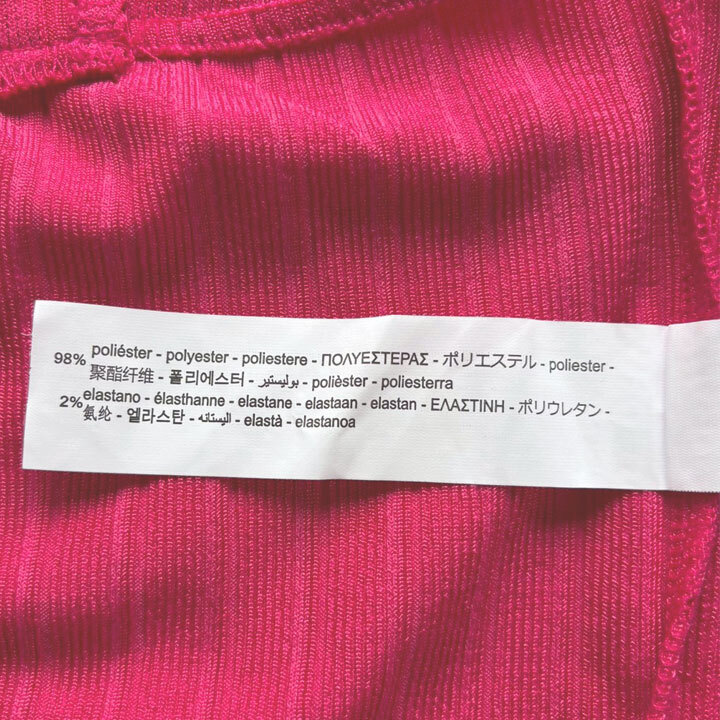 98% poliéster - polyester - poliestere - ΠΟΛΥΕΣΤΕΡΑΣ - ポリエステル - poliester -
聚酯纤维 - 폴리에스터 - بوليستير - polièster - poliesterra
2% elastano - élasthanne - elastane - elastaan - elastan - ΕΛΑΣΤΙΝΗ - ポリウレタン -
氨纶 - 엘라스탄 - اليستانه - elastà - elastanoa